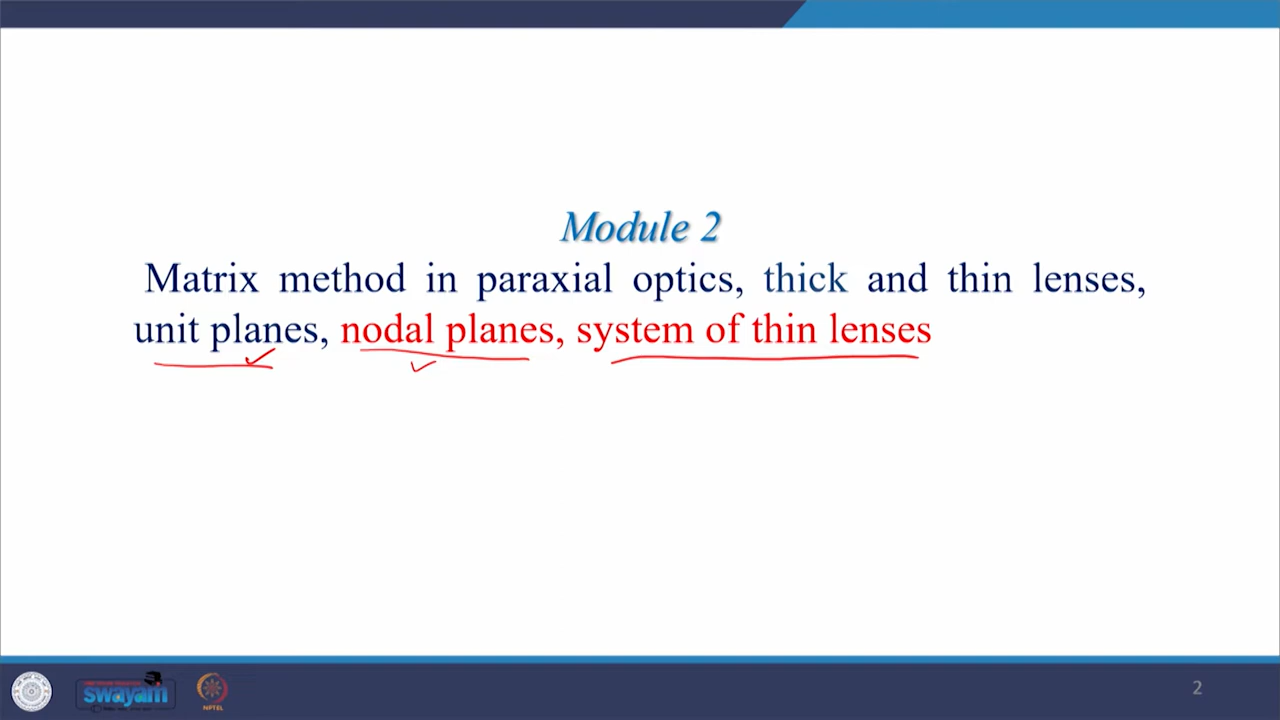 Module 2
Matrix method in paraxial optics, thick and thin lenses,
unit planes, nodal planes, system of thin lenses
swayam
NPTEL
2